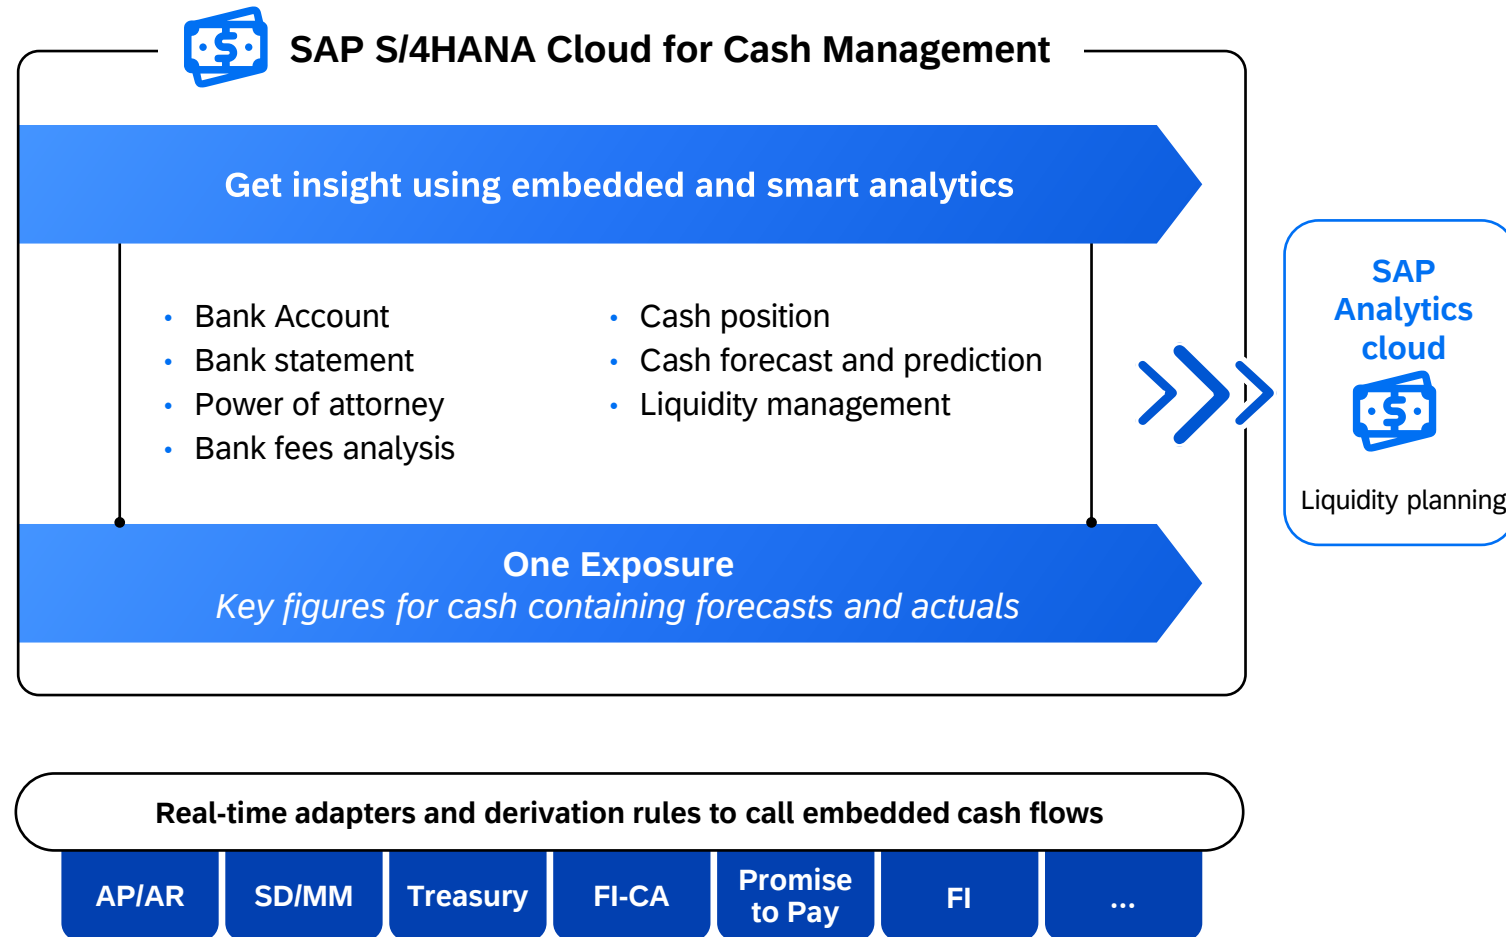 SAP S/4HANA Cloud for Cash Management
Get insight using embedded and smart analytics
• Bank Account
• Bank statement
• Power of attorney
• Bank fees analysis
• Cash position
• Cash forecast and prediction
• Liquidity management
SAP
Analytics
cloud
Liquidity planning
One Exposure
Key figures for cash containing forecasts and actuals
Real-time adapters and derivation rules to call embedded cash flows
AP/AR
SD/MM
Treasury
FI-CA
Promise
to Pay
FI
...